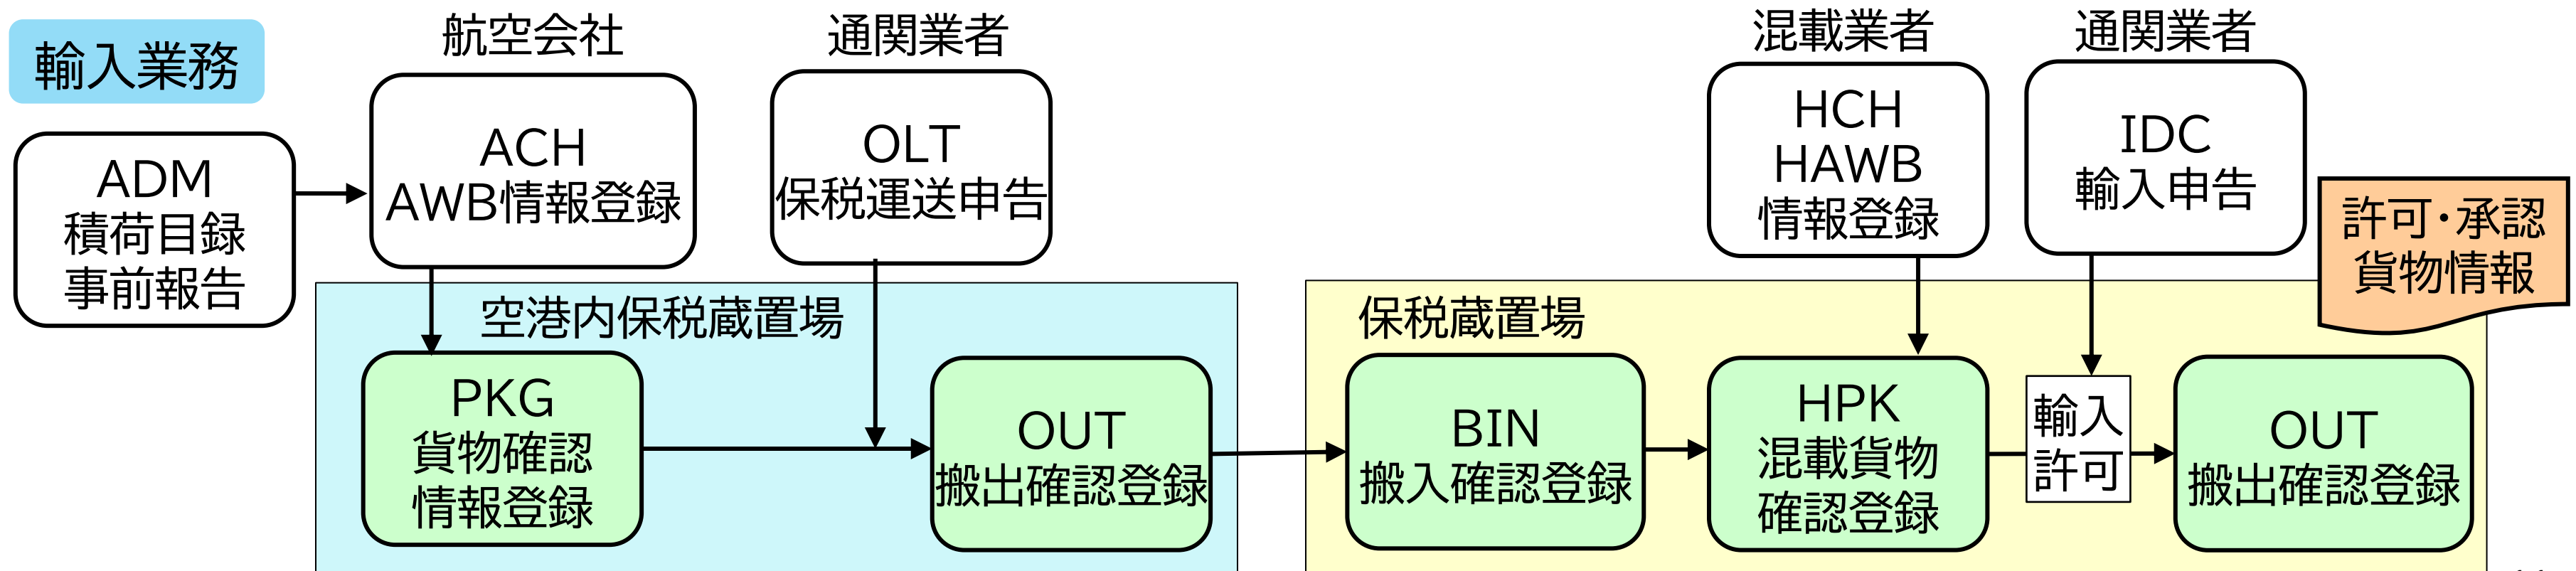 輸入業務
ADM
積荷目録
事前報告
航空会社
ACH
AWB情報登録
通関業者
OLT
保税運送申告
空港内保税蔵置場
PKG
貨物確認
情報登録
OUT
搬出確認登録
混載業者
HCH
HAWB
情報登録
通関業者
IDC
輸入申告
許可・承認
貨物情報
保税蔵置場
BIN
搬入確認登録
HPK
混載貨物
確認登録
輸入
許可
OUT
搬出確認登録